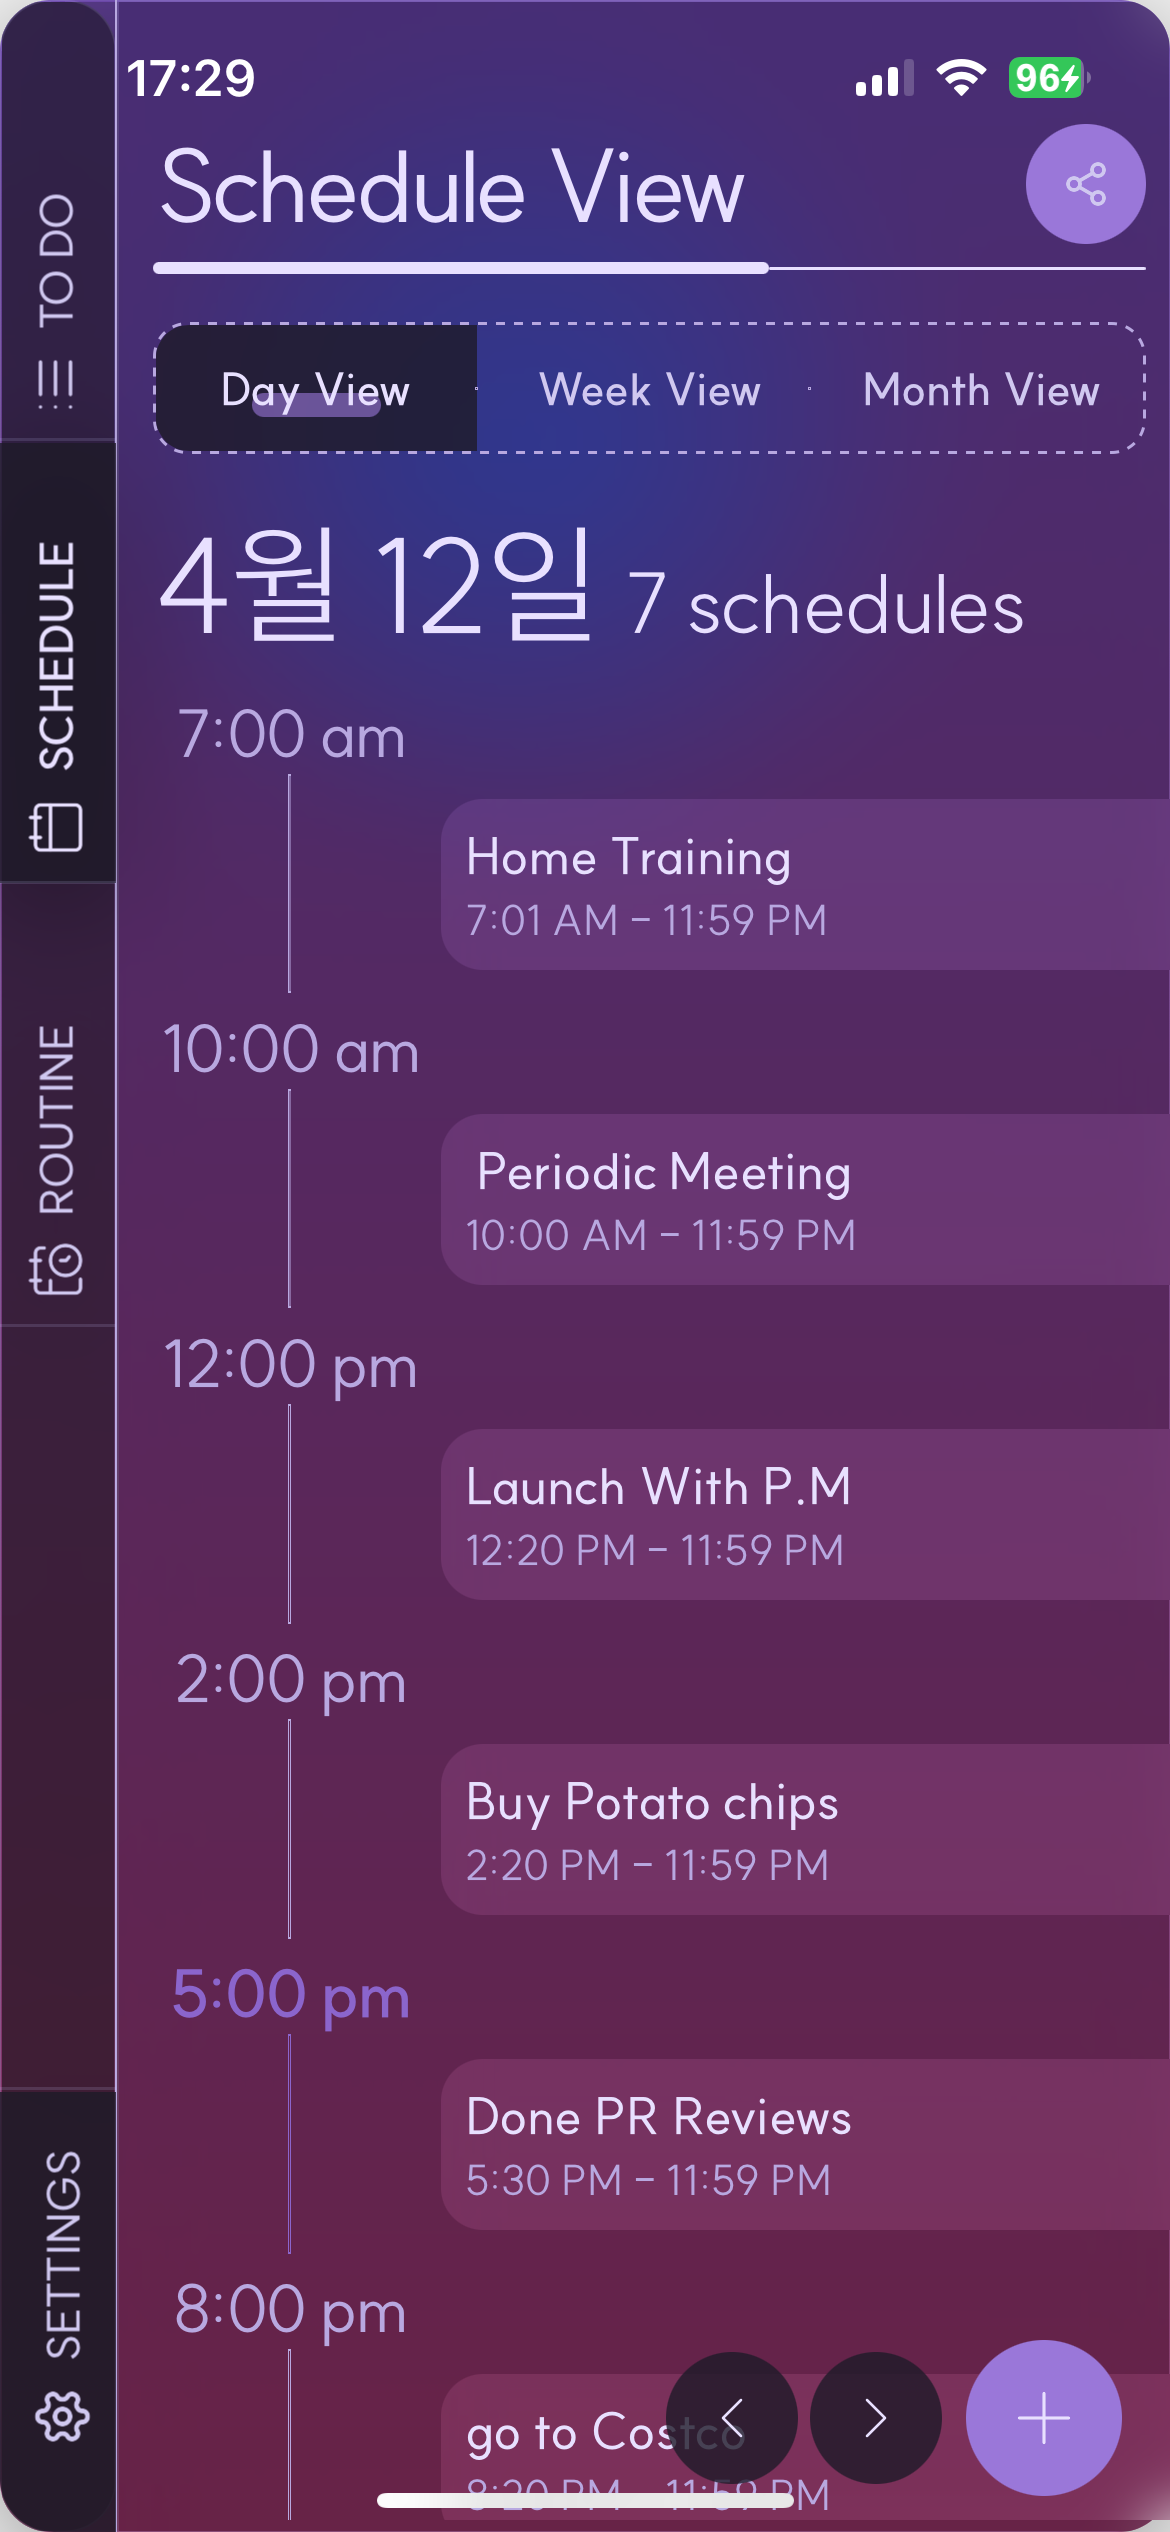 17:29
96
Schedule View
Day View
Week View
Month View
4월 12일 7 schedules
7:00 am
Home Training
7:01 AM – 11:59 PM
10:00 am
Periodic Meeting
10:00 AM – 11:59 PM
12:00 pm
Launch With P.M
12:20 PM – 11:59 PM
2:00 pm
Buy Potato chips
2:20 PM – 11:59 PM
5:00 pm
Done PR Reviews
5:30 PM – 11:59 PM
8:00 pm
go to Costco
8:20 PM – 11:59 PM
TO DO
SCHEDULE
ROUTINE
SETTINGS